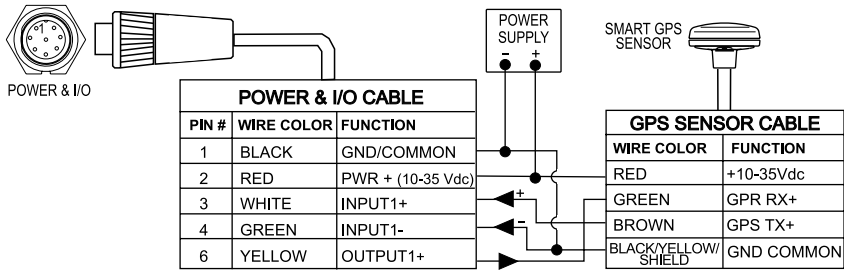 1
POWER & I/O
POWER
SUPPLY
- +
SMART GPS
SENSOR
POWER & I/O CABLE
PIN # WIRE COLOR FUNCTION
1 BLACK GND/COMMON
2 RED PWR + (10-35 Vdc)
3 WHITE INPUT1+
4 GREEN INPUT1-
6 YELLOW OUTPUT1+
+
-
GPS SENSOR CABLE
WIRE COLOR FUNCTION
RED +10-35Vdc
GREEN GPR RX+
BROWN GPS TX+
BLACK/YELLOW/ GND COMMON
SHIELD